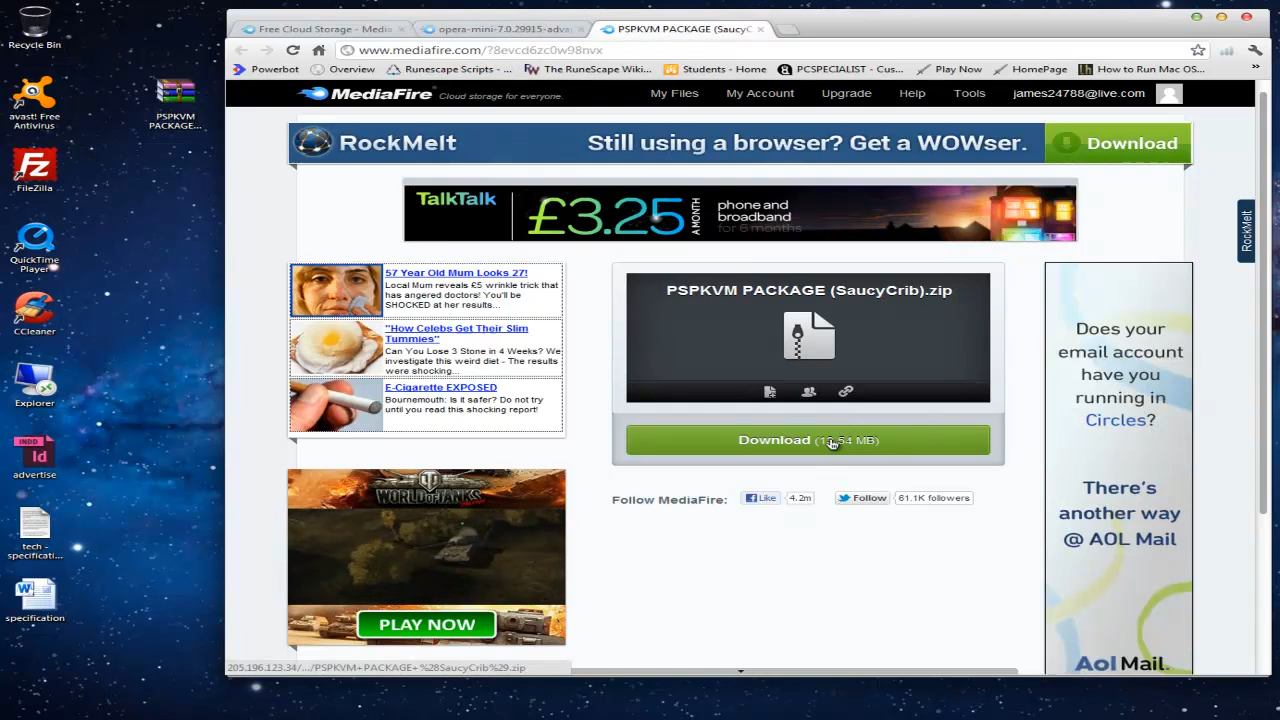 Recycle Bin
avast! Free
Antivirus
PSPKVM
PACKAGE...
FileZilla
QuickTime
Player
CCleaner
Explorer
INDD
Id
advertise
tech -
specificati...
specification
Free Cloud Storage - Media
opera-mini-7.0.29915-adva
PSPKVM PACKAGE (SaucyC
www.mediafire.com/?8evcd6zc0w98nvx
Powerbot
Overview
Runescape Scripts - ...
The RuneScape Wiki...
Students - Home
PCSPECIALIST - Cus...
Play Now
HomePage
How to Run Mac OS...
MediaFire
Cloud storage for everyone.
My Files
My Account
Upgrade
Help
Tools
james24788@live.com
RockMelt
Still using a browser? Get a WOWser.
Download
TalkTalk
£3.25
A MONTH
phone and
broadband
for 6 months
RockMelt
57 Year Old Mum Looks 27!
Local Mum reveals £5 wrinkle trick that
has angered doctors! You'll be
SHOCKED at her results...
"How Celebs Get Their Slim
Tummies"
Can You Lose 3 Stone in 4 Weeks? We
investigate this weird diet - The results
were shocking...
E-Cigarette EXPOSED
Bournemouth: Is it safer? Do not try
until you read this shocking report!
PSPKVM PACKAGE (SaucyCrib).zip
Download
MB)
Follow MediaFire:
Like
4.2m
Follow
61.1K followers
WORLD OF TANKS
PLAY NOW
Does your
email account
have you
running in
Circles?
There's
another way
@ AOL Mail
Aol Mail.
205.196.123.34/.../PSPKVM+PACKAGE+%28SaucyCrib%29.zip